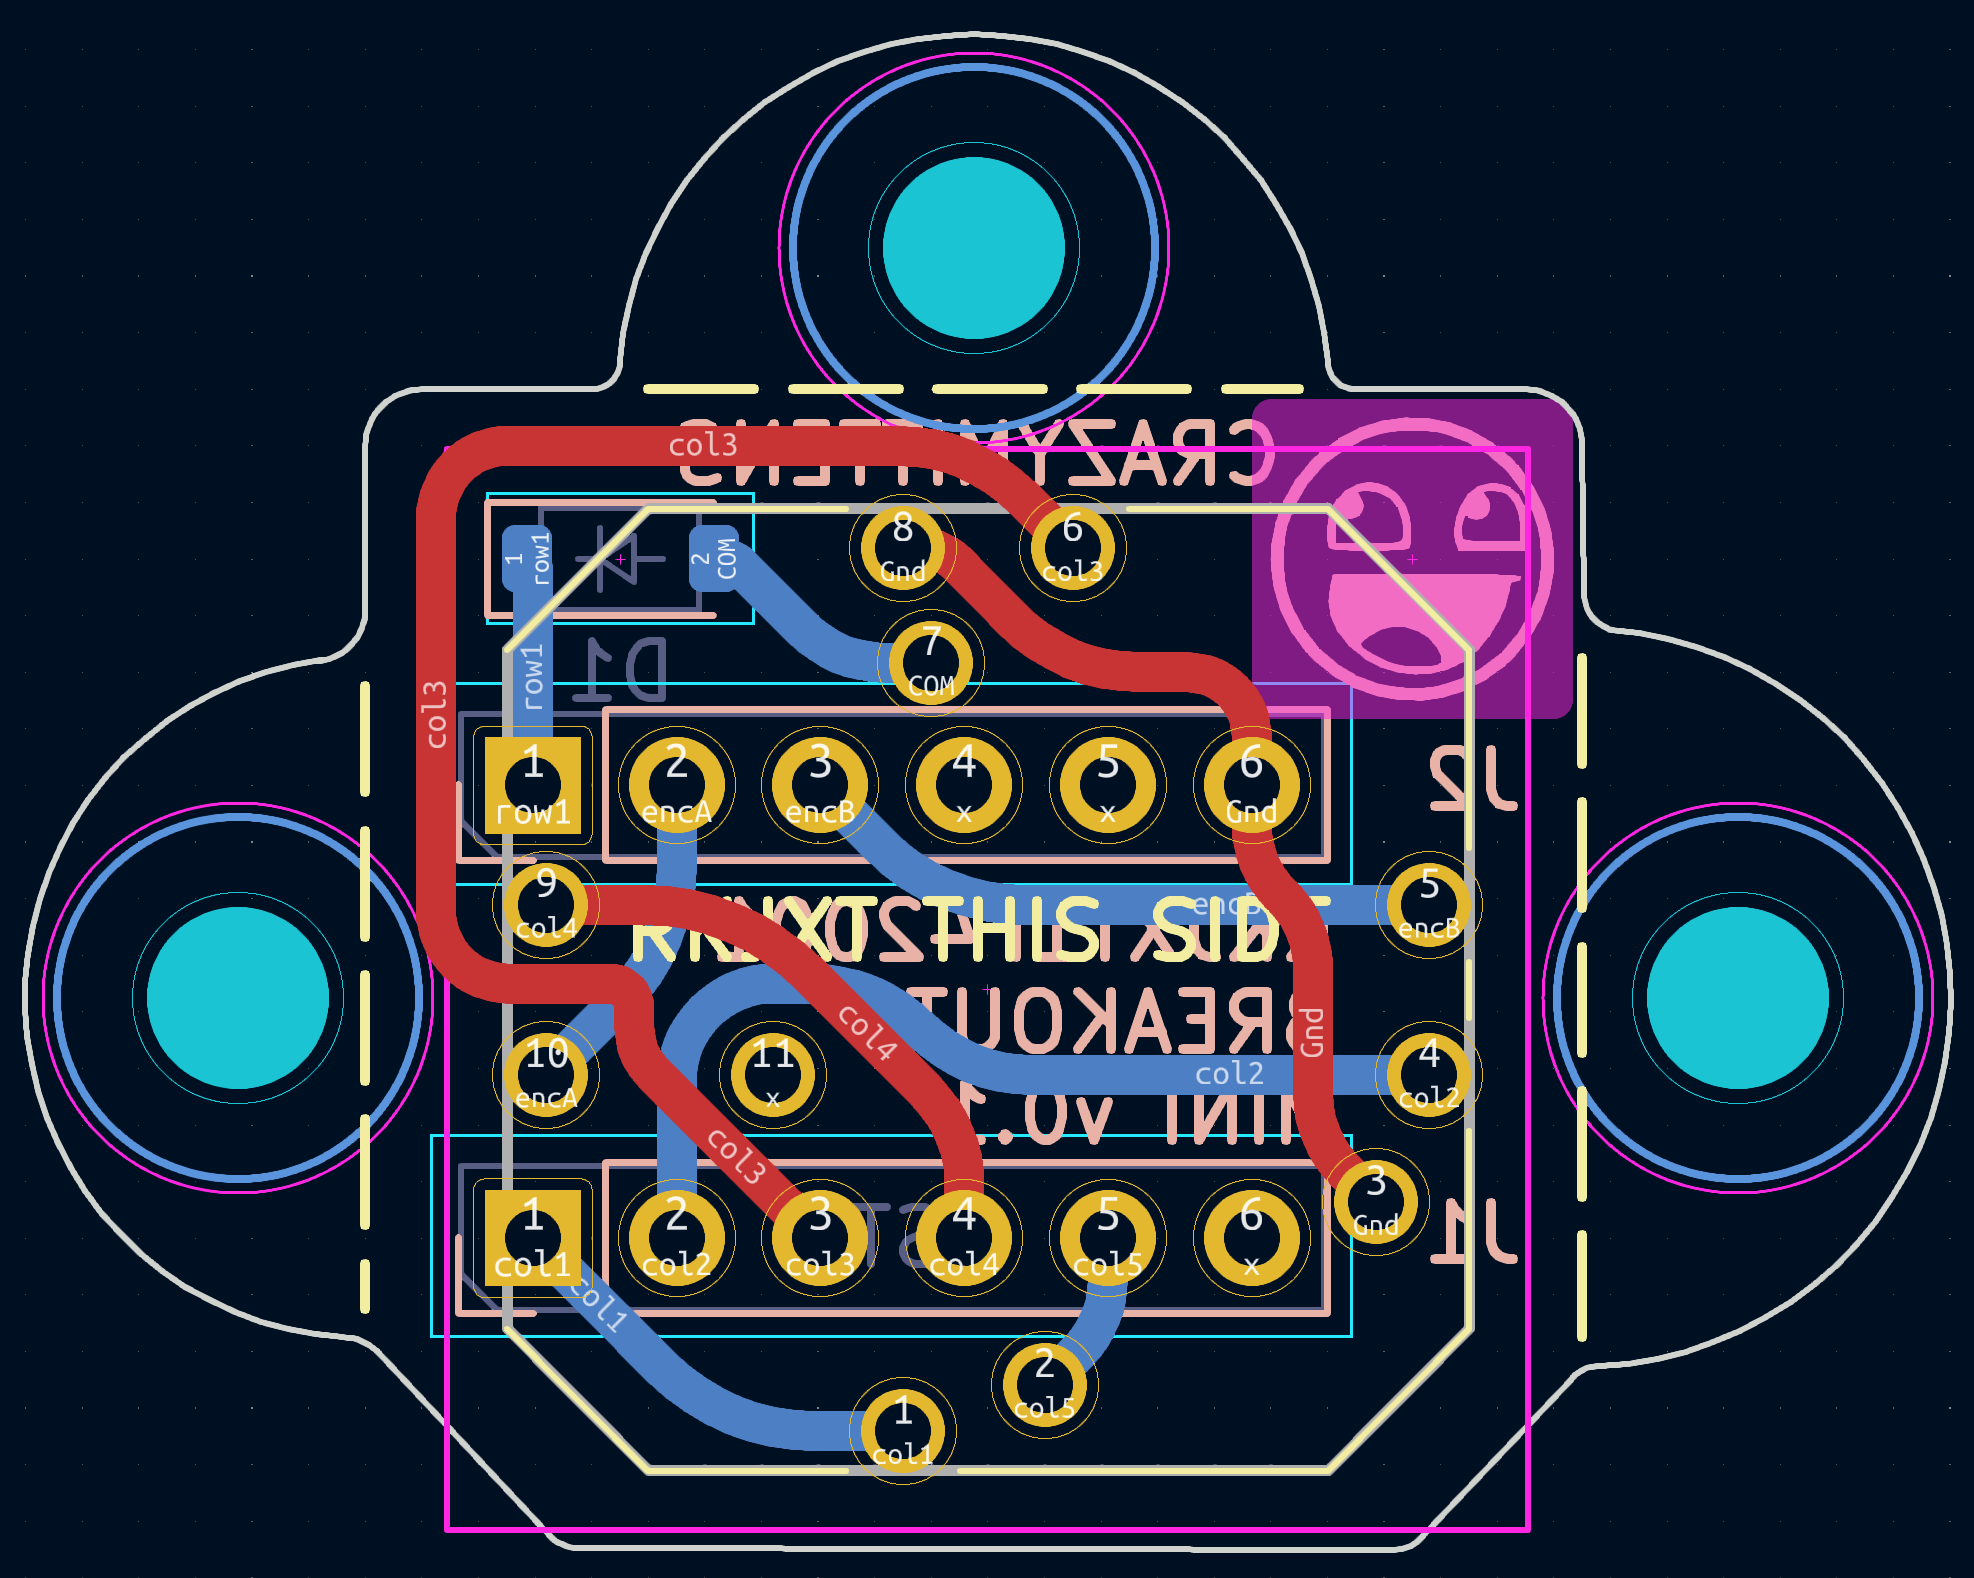 CRAZYMITTENS
col3
1
row1
2
COM
8
Gnd
6
col3
7
COM
D1
row1
col3
1
row1
2
encA
3
encB
4
x
5
x
6
Gnd
J2
9
col4
5
encB
encB
THIS SIDE
BREAKOUT
Gnd
col4
10
encA
11
x
col2
4
col2
MINI v0.1
col3
3
Gnd
1
col1
2
col2
3
col3
4
col4
5
col5
6
x
J1
col1
2
col5
1
col1